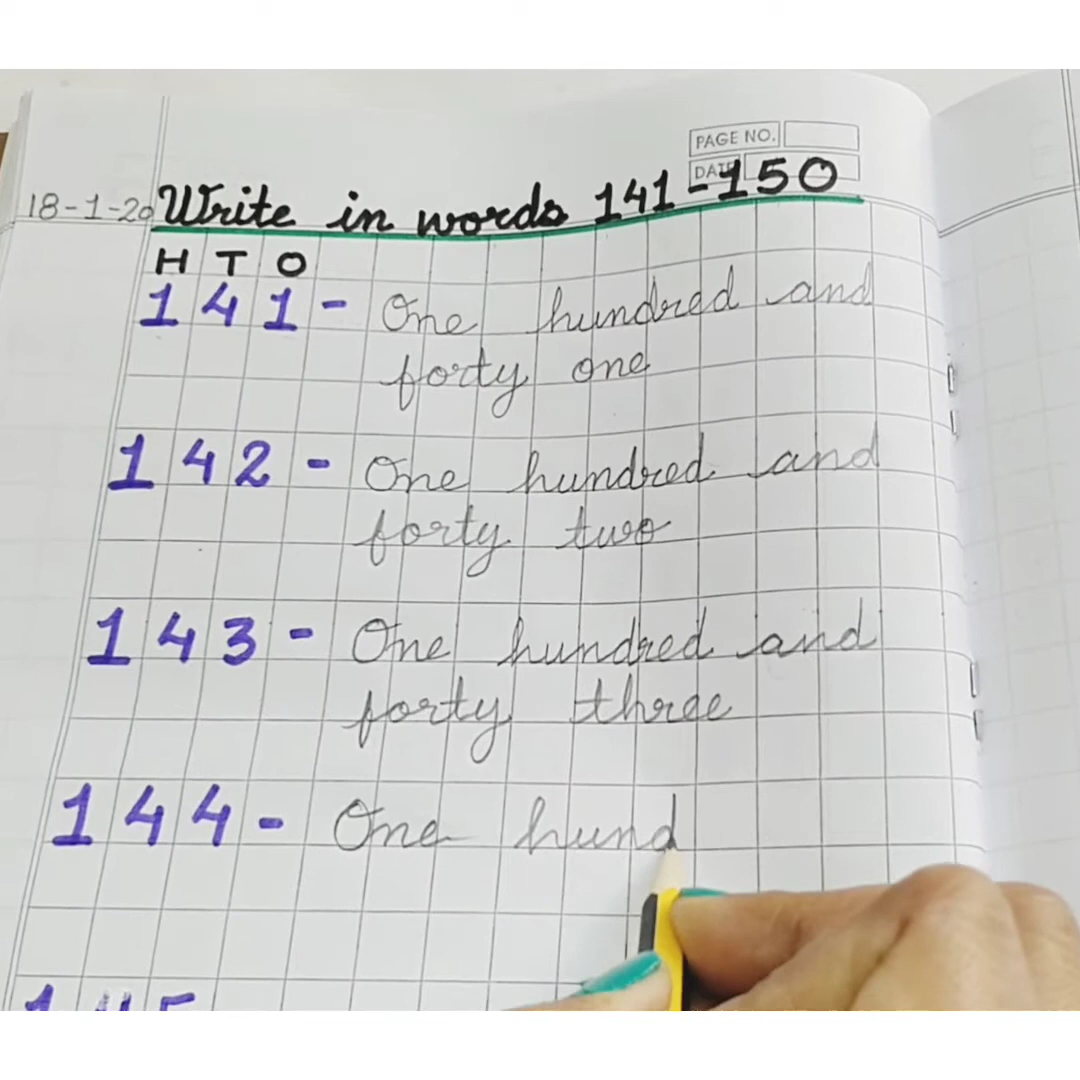 PAGE NO.
DATE
18-1-20 Write in words 141-150
H T O
141 - One hundred and
forty one
142 - One hundred and
forty two
143 - One hundred and
forty three
144 - One hund
145